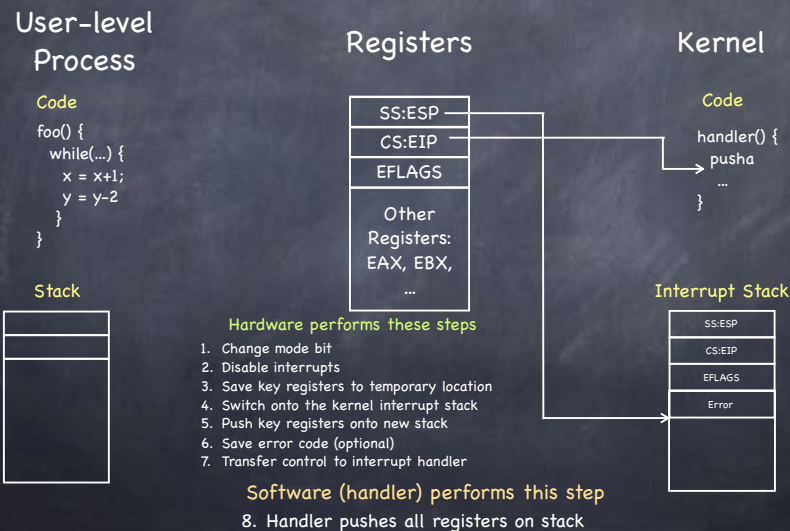 User-level
Process
Registers
Kernel
Code
foo() {
while(...) {
x = x+1;
y = y-2
}
}
Stack
SS:ESP
CS:EIP
EFLAGS
Other
Registers:
EAX, EBX,
...
Code
handler() {
pusha
...
}
Interrupt Stack
SS:ESP
CS:EIP
EFLAGS
Error
Hardware performs these steps
1. Change mode bit
2. Disable interrupts
3. Save key registers to temporary location
4. Switch onto the kernel interrupt stack
5. Push key registers onto new stack
6. Save error code (optional)
7. Transfer control to interrupt handler
Software (handler) performs this step
8. Handler pushes all registers on stack